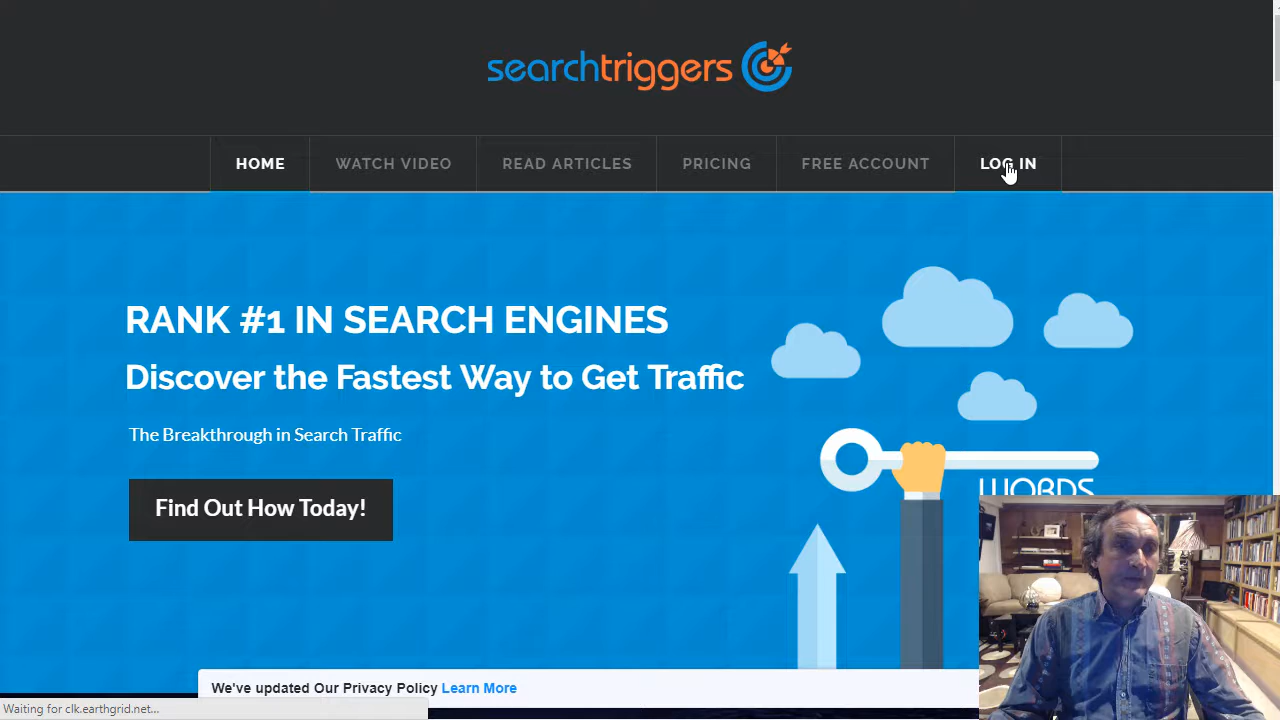 searchtriggers
HOME WATCH VIDEO READ ARTICLES PRICING FREE ACCOUNT LOG IN
RANK #1 IN SEARCH ENGINES
Discover the Fastest Way to Get Traffic
The Breakthrough in Search Traffic
Find Out How Today!
WORDS
We've updated Our Privacy Policy Learn More
Waiting for clk.earthgrid.net...